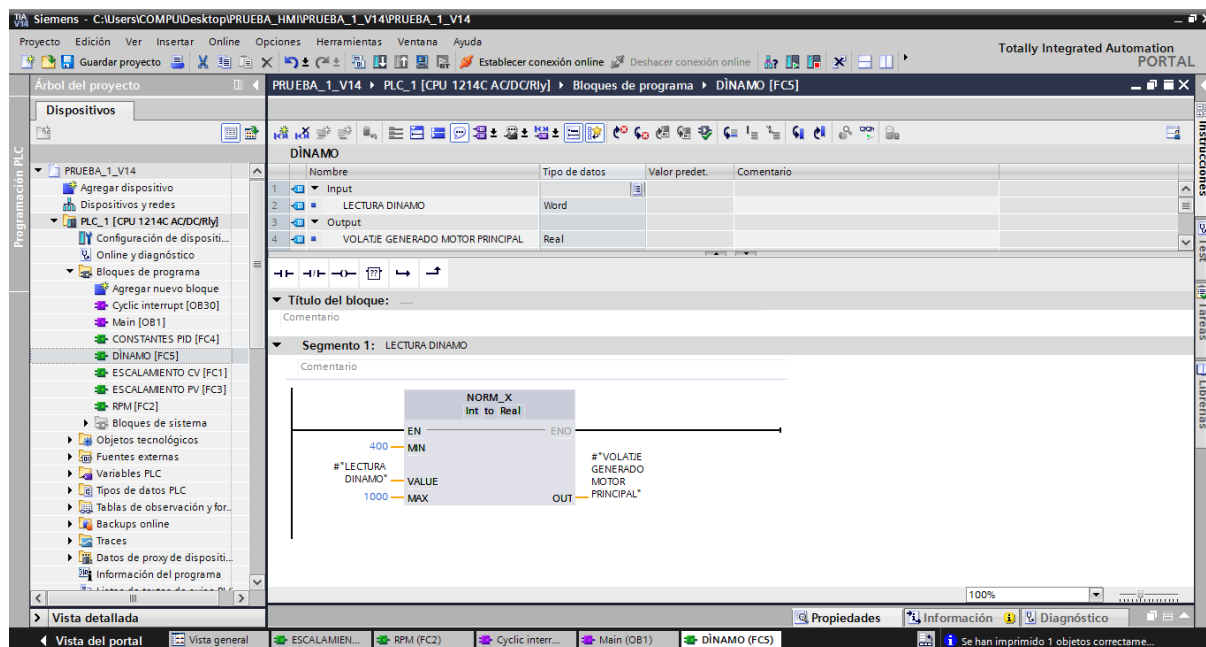 Siemens - C:\Users\COMPU\Desktop\PRUEBA_HMI\PRUEBA_1_V14\PRUEBA_1_V14
Proyecto Edición Ver Insertar Online Opciones Herramientas Ventana Ayuda
Totally Integrated Automation
PORTAL
Guardar proyecto
Establecer conexión online
Deshacer conexión online
Árbol del proyecto
PRUEBA_1_V14 PLC_1 [CPU 1214C AC/DC/Rly] Bloques de programa DÌNAMO [FC5]
Dispositivos
Programación PLC
PRUEBA_1_V14
Agregar dispositivo
Dispositivos y redes
PLC_1 [CPU 1214C AC/DC/Rly]
Configuración de dispositi...
Online y diagnóstico
Bloques de programa
Agregar nuevo bloque
Cyclic interrupt [OB30]
Main [OB1]
CONSTANTES PID [FC4]
DÌNAMO [FC5]
ESCALAMIENTO CV [FC1]
ESCALAMIENTO PV [FC3]
RPM [FC2]
Bloques de sistema
Objetos tecnológicos
Fuentes externas
Variables PLC
Tipos de datos PLC
Tablas de observación y for..
Backups online
Traces
Datos de proxy de dispositi...
Información del programa
Vista detallada
DÌNAMO
Nombre Tipo de datos Valor predet. Comentario
1 Input
2 LECTURA DINAMO Word
3 Output
4 VOLATJE GENERADO MOTOR PRINCIPAL Real
??
Título del bloque: .....
Comentario
Segmento 1: LECTURA DINAMO
Comentario
NORM_X
Int to Real
EN ENO
400 MIN
#"LECTURA
DINAMO" VALUE
1000 MAX
OUT
#"VOLATJE
GENERADO
MOTOR
PRINCIPAL"
100%
Propiedades Información Diagnóstico
Instrucciones
Test
Tareas
Librerías
Vista del portal Vista general ESCALAMIEN... RPM (FC2) Cyclic interr... Main (OB1) DÌNAMO (FC5)
Se han imprimido 1 objetos correctame...